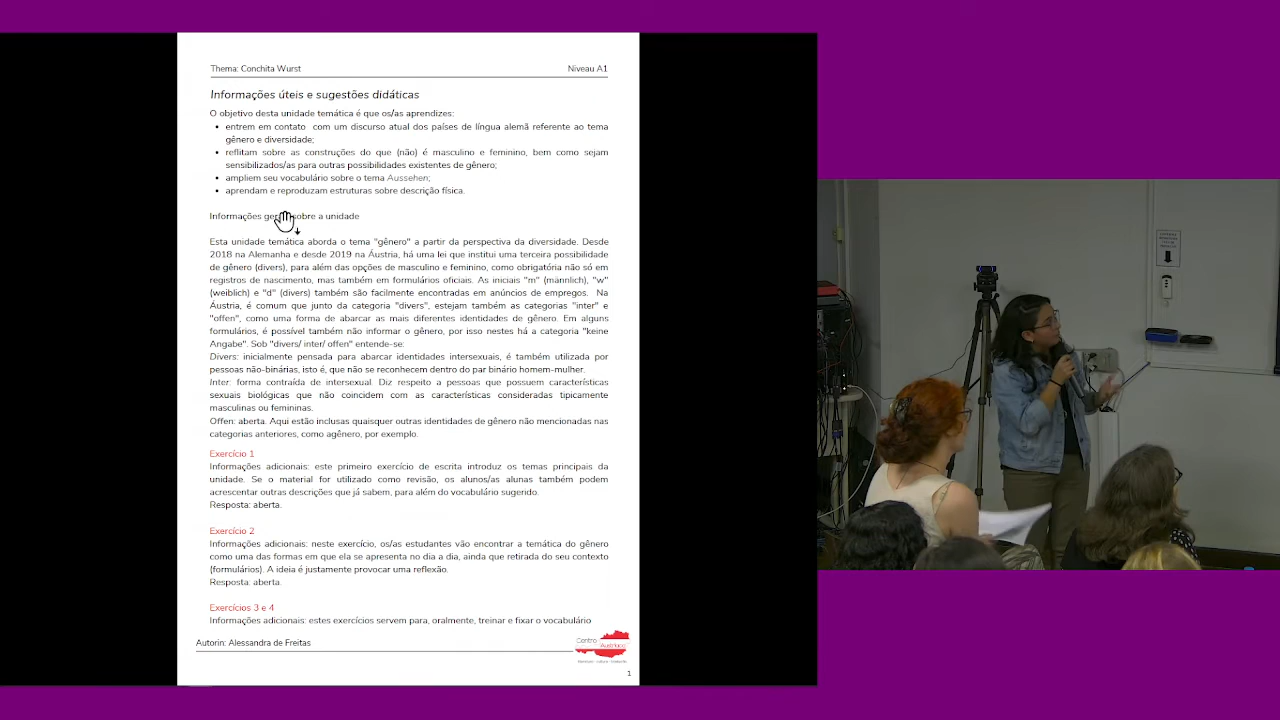 Thema: Conchita Wurst
Niveau A1
Informações úteis e sugestões didáticas
O objetivo desta unidade temática é que os/as aprendizes:
• entrem em contato com um discurso atual dos países de língua alemã referente ao tema
gênero e diversidade;
• reflitam sobre as construções do que (não) é masculino e feminino, bem como sejam
sensibilizados/as para outras possibilidades existentes de gênero;
• ampliem seu vocabulário sobre o tema Aussehen;
• aprendam e reproduzam estruturas sobre descrição física.
Informações sobre a unidade
Esta unidade temática aborda o tema "gênero" a partir da perspectiva da diversidade. Desde
2018 na Alemanha e desde 2019 na Áustria, há uma lei que institui uma terceira possibilidade
de gênero (divers), para além das opções de masculino e feminino, como obrigatória não só em
registros de nascimento, mas também em formulários oficiais. As iniciais "m" (männlich), "w"
(weiblich) e "d" (divers) também são facilmente encontradas em anúncios de empregos. Na
Áustria, é comum que junto da categoria "divers", estejam também as categorias "inter" e
"offen", como uma forma de abarcar as mais diferentes identidades de gênero. Em alguns
formulários, é possível também não informar o gênero, por isso nestes há a categoria "keine
Angabe". Sob "divers/ inter/ offen" entende-se:
Divers: inicialmente pensada para abarcar identidades intersexuais, é também utilizada por
pessoas não-binárias, isto é, que não se reconhecem dentro do par binário homem-mulher.
Inter: forma contraída de intersexual. Diz respeito a pessoas que possuem características
sexuais biológicas que não coincidem com as características consideradas tipicamente
masculinas ou femininas.
Offen: aberta. Aqui estão inclusas quaisquer outras identidades de gênero não mencionadas nas
categorias anteriores, como agênero, por exemplo.
Exercício 1
Informações adicionais: este primeiro exercício de escrita introduz os temas principais da
unidade. Se o material for utilizado como revisão, os alunos/as alunas também podem
acrescentar outras descrições que já sabem, para além do vocabulário sugerido.
Resposta: aberta.
Exercício 2
Informações adicionais: neste exercício, os/as estudantes vão encontrar a temática do gênero
como uma das formas em que ela se apresenta no dia a dia, ainda que retirada do seu contexto
(formulários). A ideia é justamente provocar uma reflexão.
Resposta: aberta.
Exercícios 3 e 4
Informações adicionais: estes exercícios servem para, oralmente, treinar e fixar o vocabulário
Autorin: Alessandra de Freitas
Centro
Austríaco
1